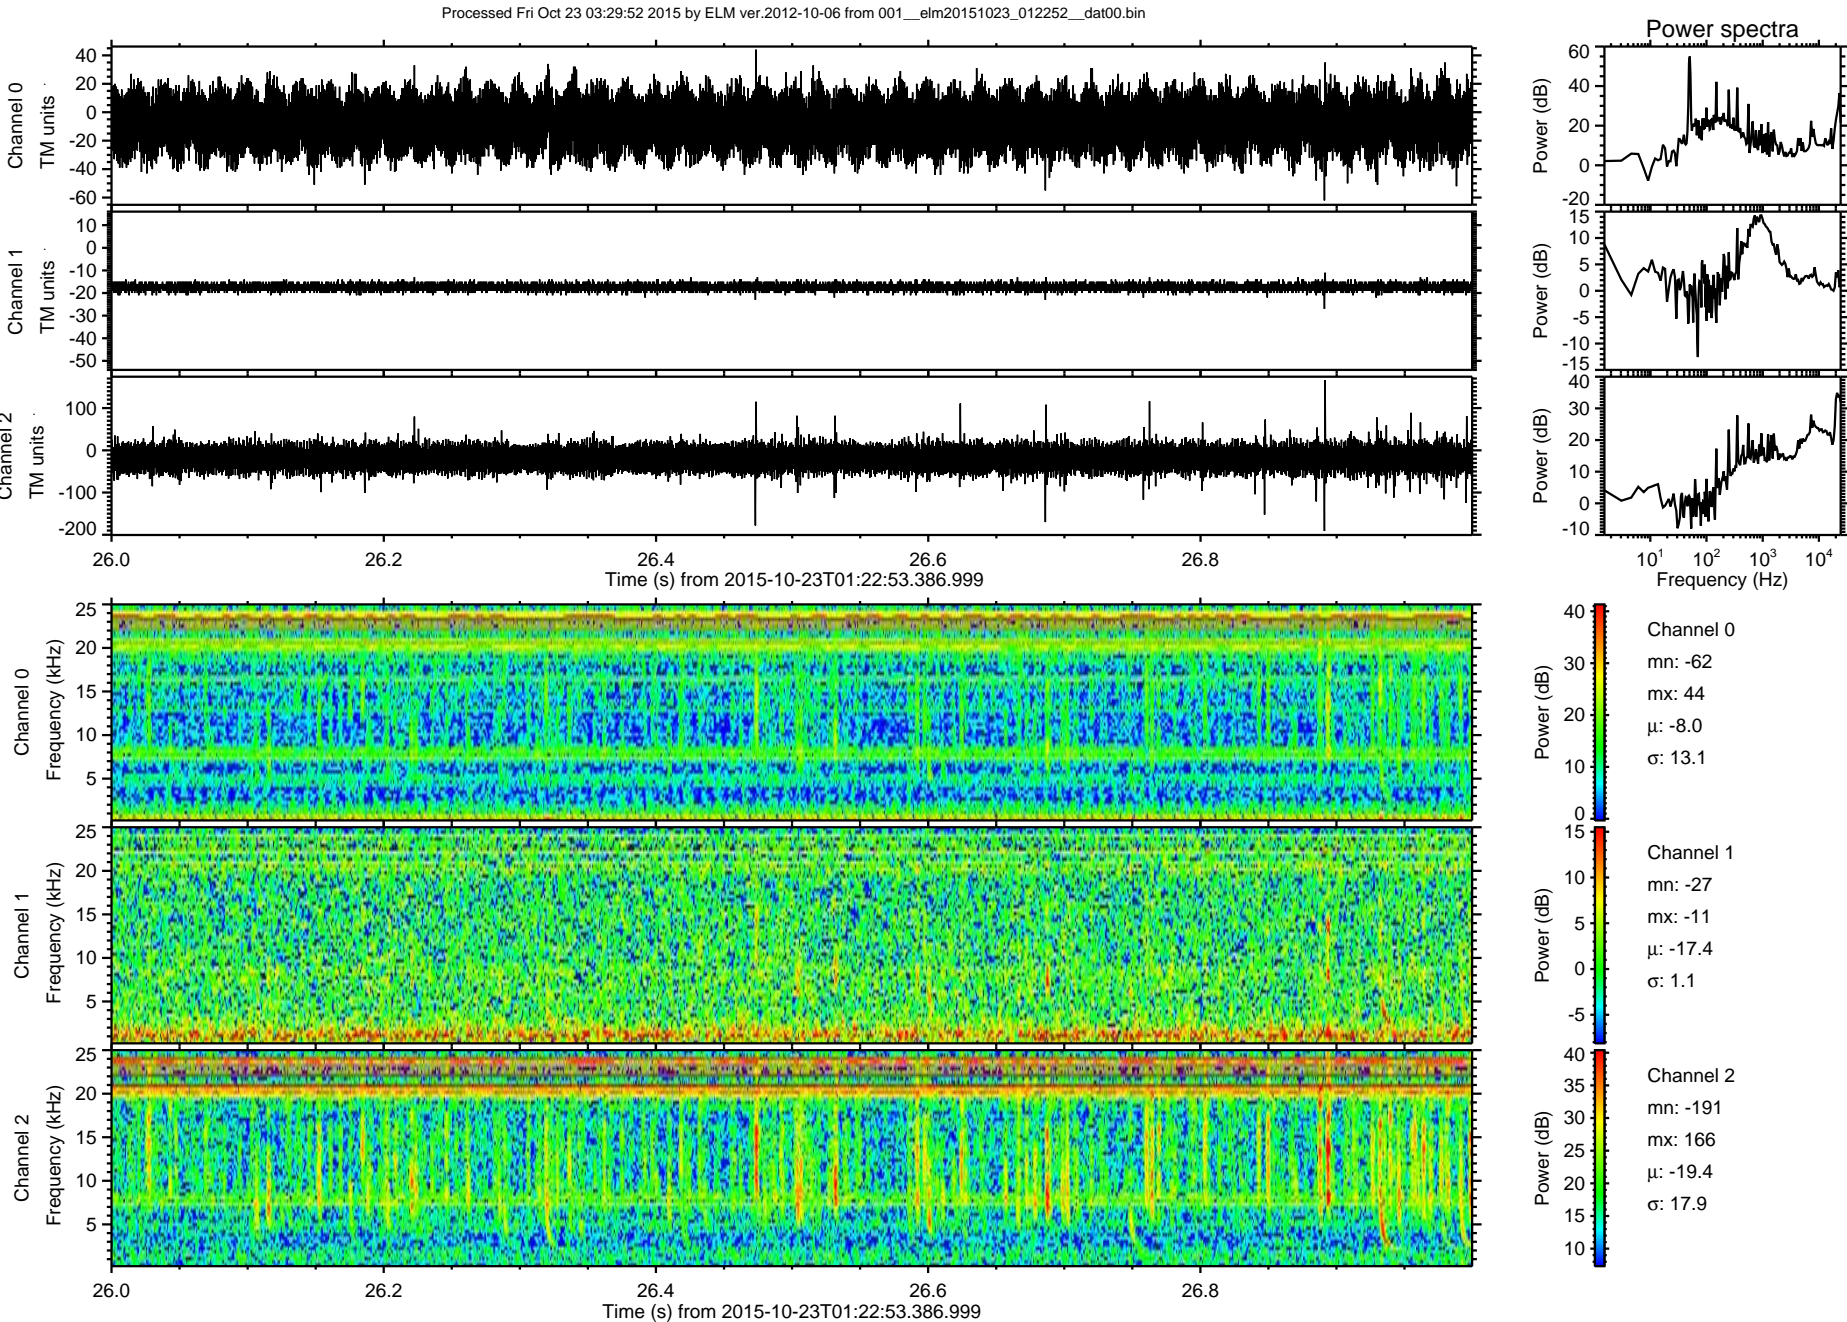 Processed Fri Oct 23 03:29:52 2015 by ELM ver.2012-10-06 from 001__elm20151023_012252__dat00.bin
Power spectra
Channel 0
TM units
40
20
0
-20
-40
-60
Power (dB)
60
40
20
0
-20
Channel 1
TM units
10
0
-10
-20
-30
-40
-50
Power (dB)
15
10
5
0
-5
-10
-15
Channel 2
TM units
100
0
-100
-200
Power (dB)
40
30
20
10
0
-10
26.0 26.2 26.4 26.6 26.8
Time (s) from 2015-10-23T01:22:53.386.999
10^1 10^2 10^3 10^4
Frequency (Hz)
Channel 0
Frequency (kHz)
25
20
15
10
5
Power (dB)
40
30
20
10
0
Channel 0
mn: -62
mx: 44
μ: -8.0
σ: 13.1
Channel 1
Frequency (kHz)
25
20
15
10
5
Power (dB)
15
10
5
0
-5
Channel 1
mn: -27
mx: -11
μ: -17.4
σ: 1.1
Channel 2
Frequency (kHz)
25
20
15
10
5
Power (dB)
40
35
30
25
20
15
10
Channel 2
mn: -191
mx: 166
μ: -19.4
σ: 17.9
26.0 26.2 26.4 26.6 26.8
Time (s) from 2015-10-23T01:22:53.386.999